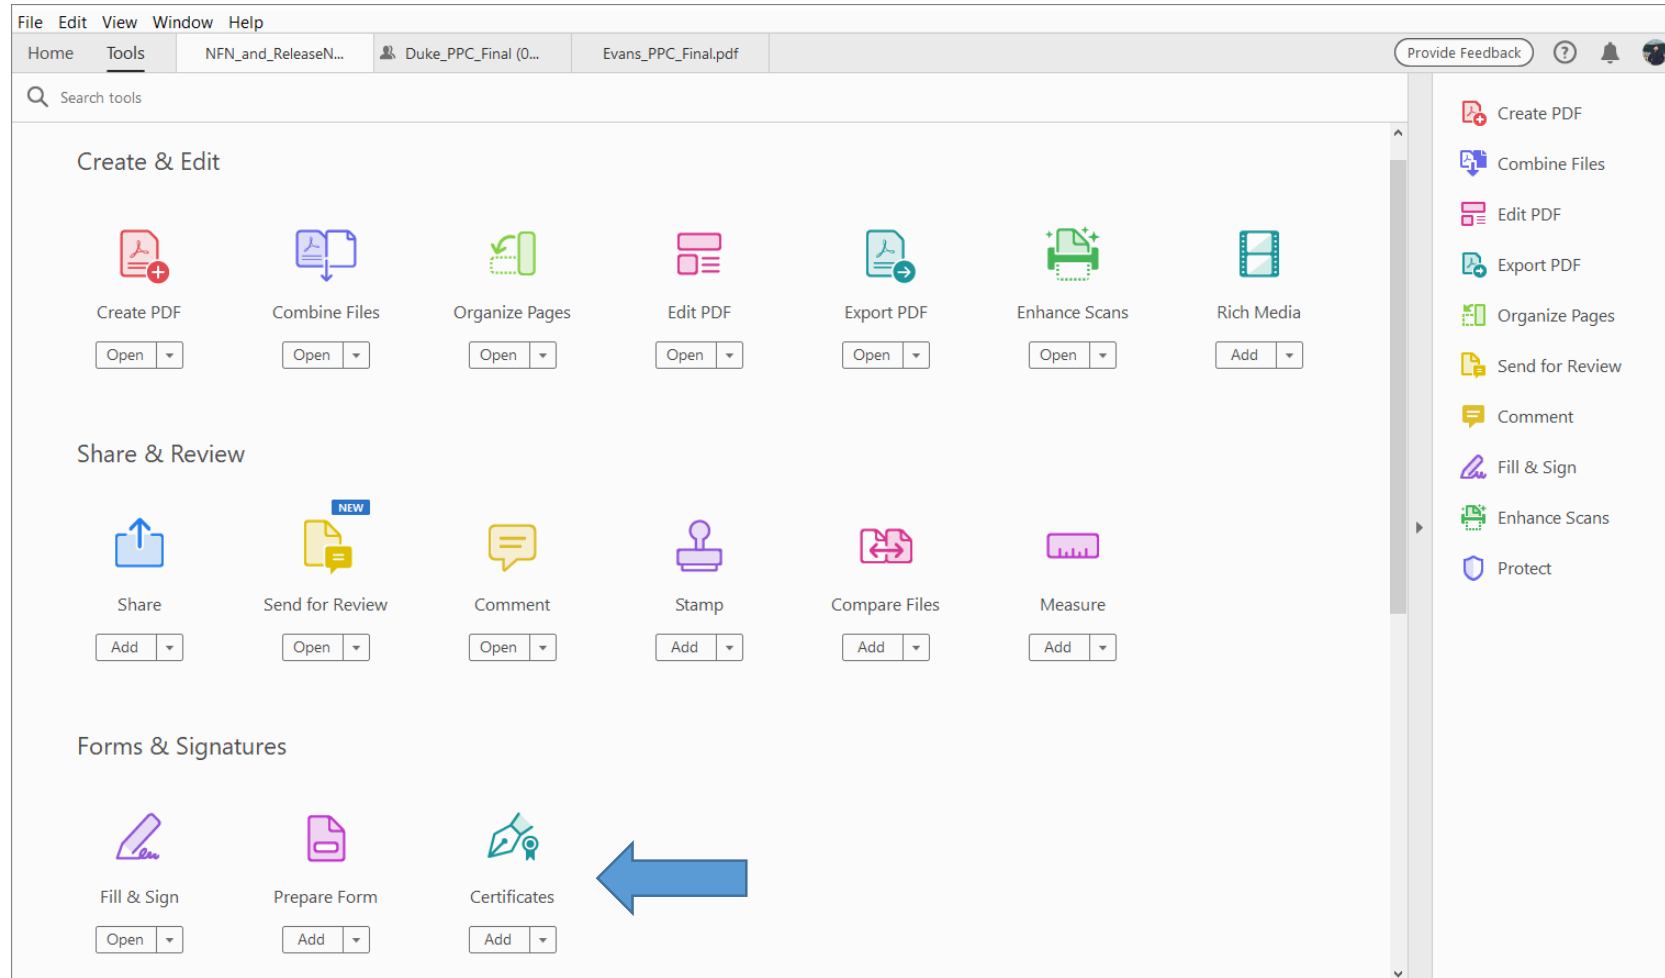 File Edit View Window Help
Home Tools NFN_and_ReleaseN... Duke_PPC_Final (0... Evans_PPC_Final.pdf Provide Feedback ?
Search tools
Create & Edit
Create PDF Combine Files Organize Pages Edit PDF Export PDF Enhance Scans Rich Media
Open Open Open Open Open Open Add
Share & Review
NEW
Share Send for Review Comment Stamp Compare Files Measure
Add Open Open Add Add Add
Forms & Signatures
Fill & Sign Prepare Form Certificates
Open Add Add
Create PDF
Combine Files
Edit PDF
Export PDF
Organize Pages
Send for Review
Comment
Fill & Sign
Enhance Scans
Protect